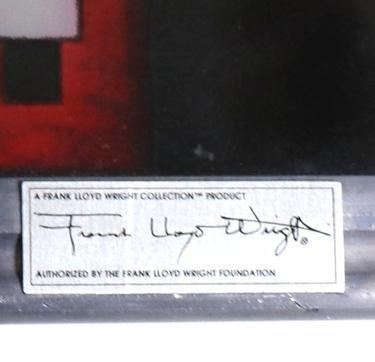 A FRANK LLOYD WRIGHT COLLECTION™ PRODUCT
Frank Lloyd Wright®
AUTHORIZED BY THE FRANK LLOYD WRIGHT FOUNDATION